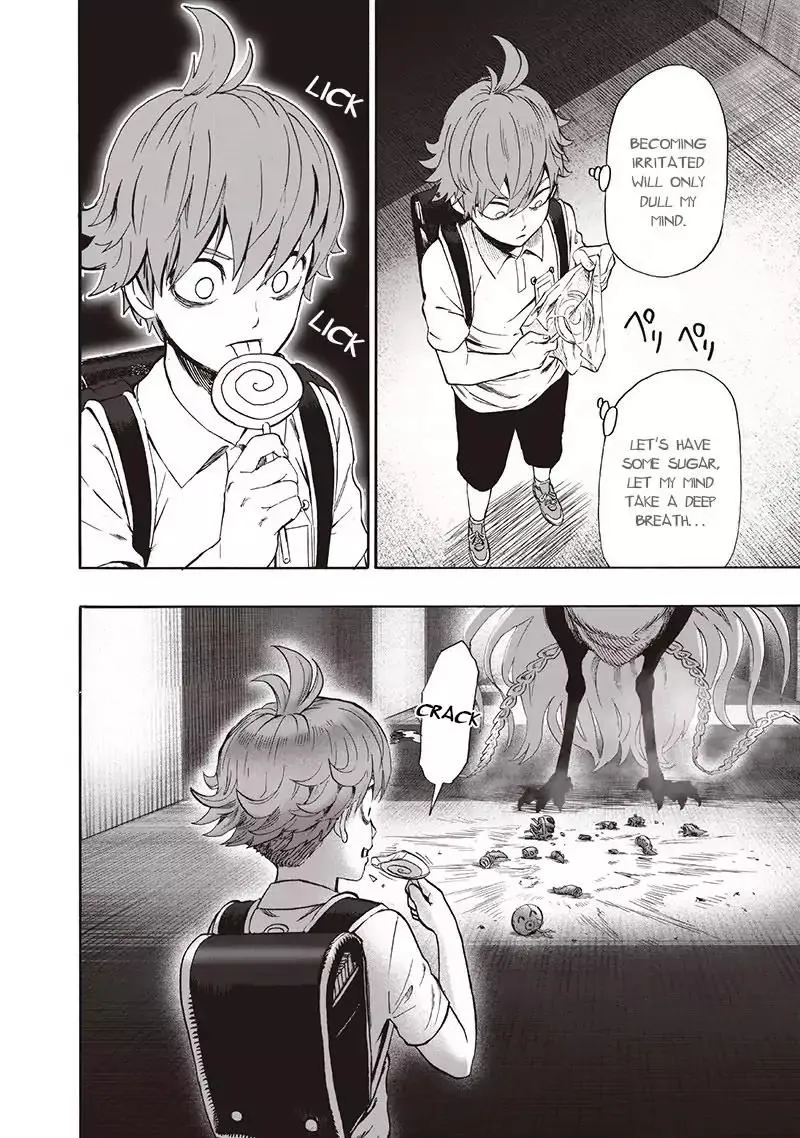 BECOMING
IRRITATED
WILL ONLY
DULL MY
MIND.
ペリ
ペリ
LET'S HAVE
SOME SUGAR,
LET MY MIND
TAKE A DEEP
BREATH...
LICK
LICK
CRACK